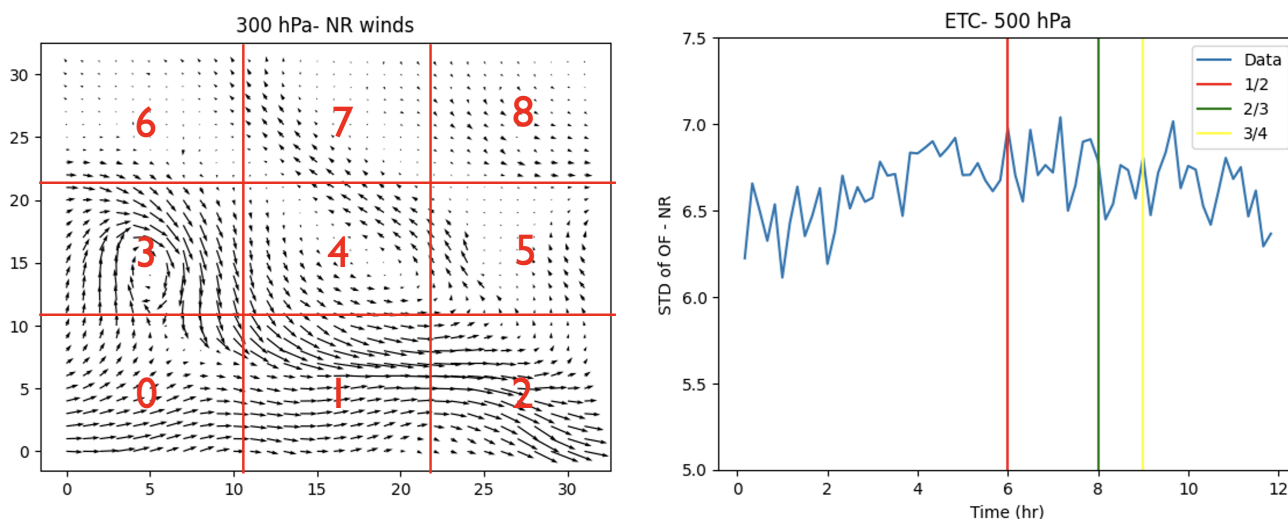 300 hPa- NR winds
30
25
20
15
10
5
0
0 5 10 15 20 25 30
6 7 8
3 4 5
0 1 2
ETC- 500 hPa
7.5
7.0
6.5
6.0
5.5
5.0
STD of OF - NR
0 2 4 6 8 10 12
Time (hr)
Data
1/2
2/3
3/4